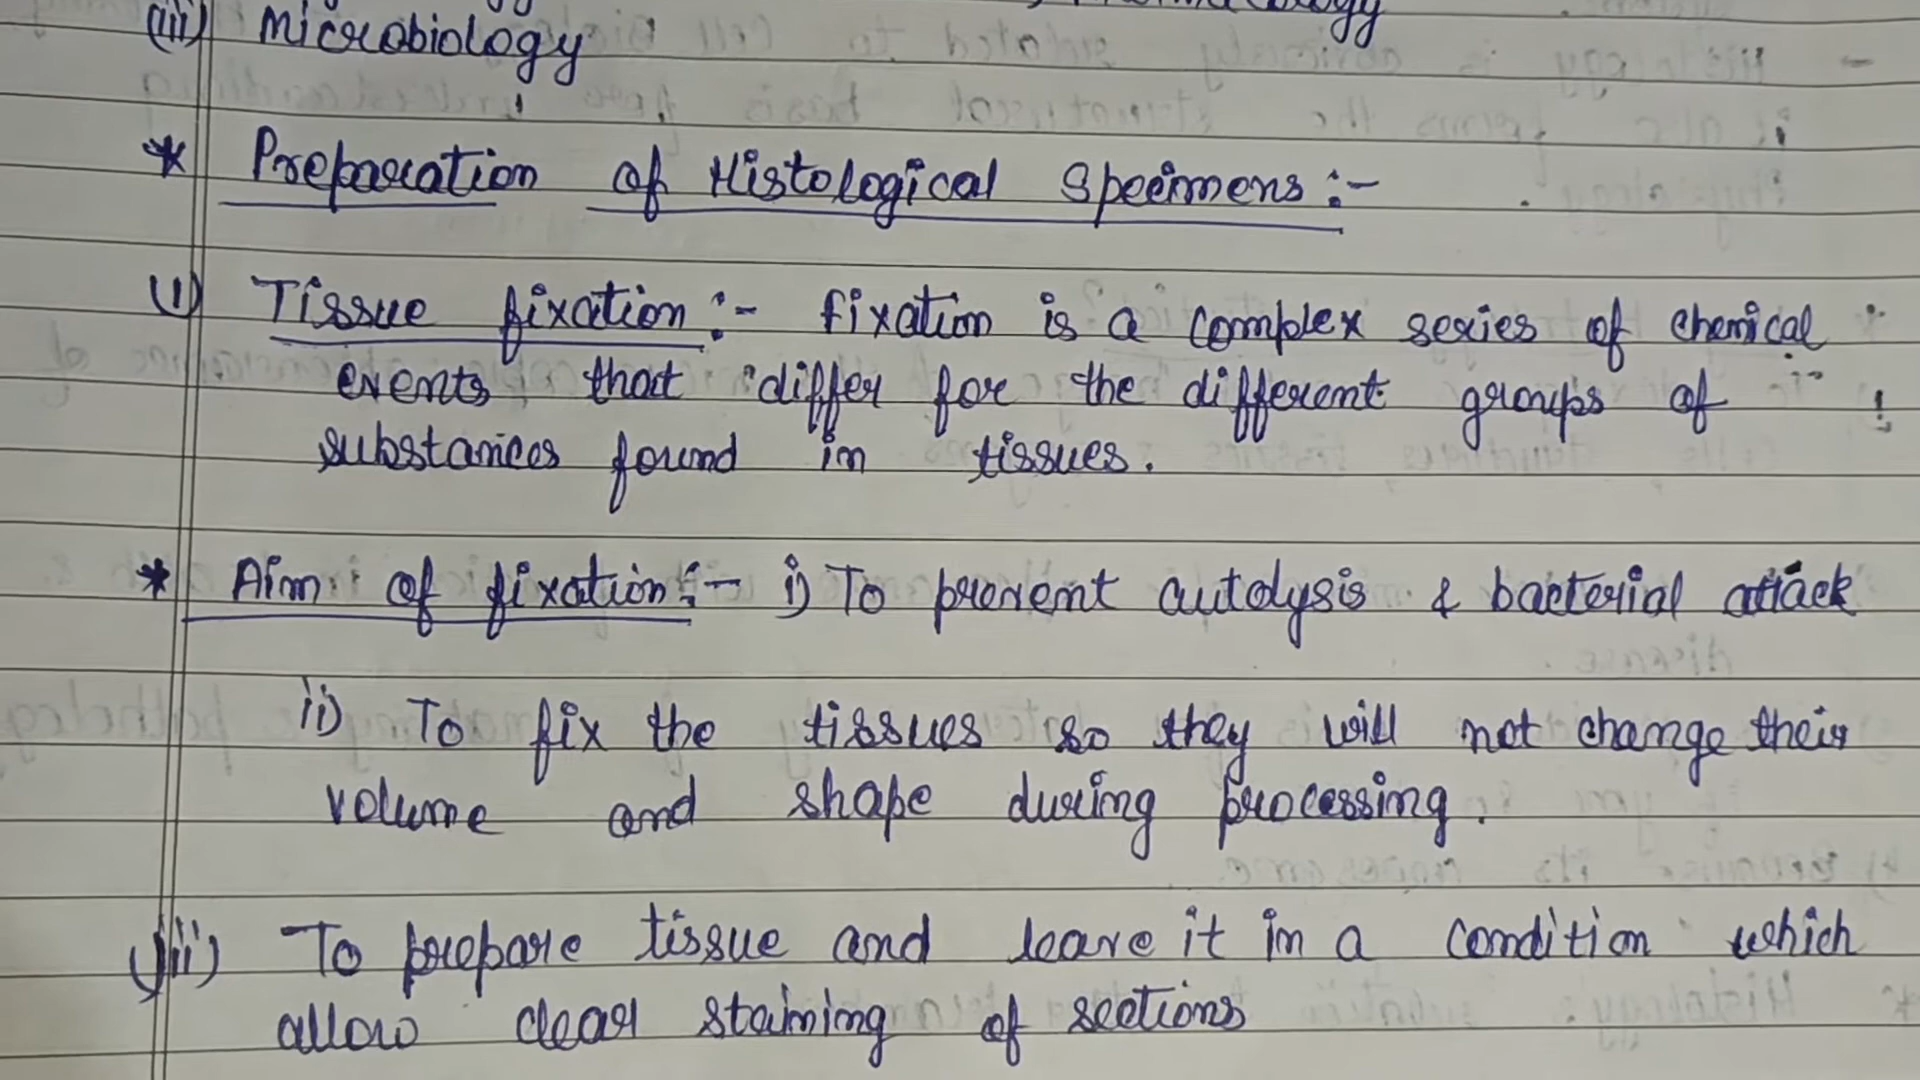 (iii) Microbiology
* Preparation of Histological Specimens :-
(1) Tissue fixation :- fixation is a complex series of chemical
events that differ for the different groups of
substances found in tissues.
* Aim of fixation :- i) To prevent autolysis & bacterial attack
ii) To fix the tissues so they will not change their
volume and shape during processing.
iii) To prepare tissue and leave it in a condition which
allow clear staining of sections